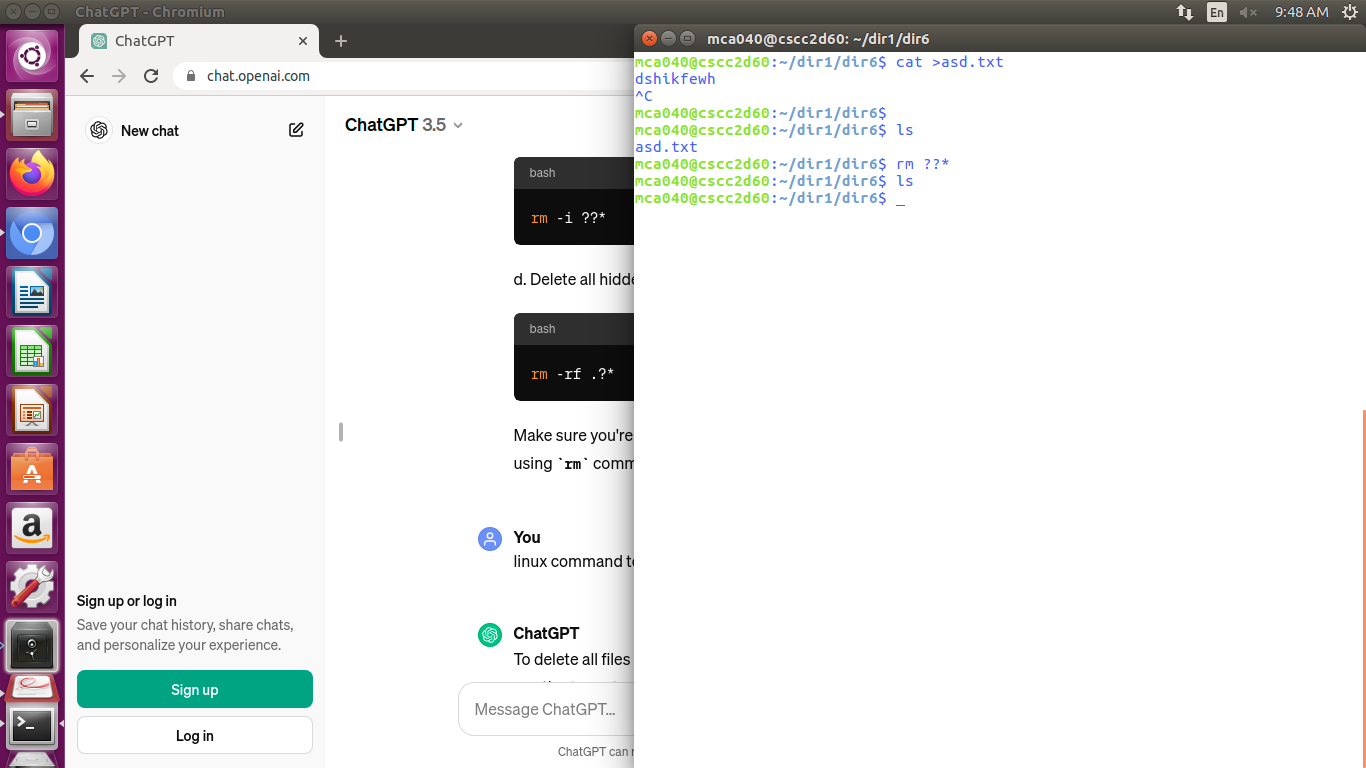 ChatGPT - Chromium
En
9:48 AM
ChatGPT
chat.openai.com
New chat
ChatGPT 3.5
bash
rm -i ??*
d. Delete all hidde
bash
rm -rf .?*
Make sure you're
using `rm` comm
You
linux command to
ChatGPT
To delete all files
Message ChatGPT...
ChatGPT can
Sign up or log in
Save your chat history, share chats,
and personalize your experience.
Sign up
Log in
mca040@cscc2d60: ~/dir1/dir6
mca040@cscc2d60:~/dir1/dir6$ cat >asd.txt
dshikfewh
^C
mca040@cscc2d60:~/dir1/dir6$
mca040@cscc2d60:~/dir1/dir6$ ls
asd.txt
mca040@cscc2d60:~/dir1/dir6$ rm ??*
mca040@cscc2d60:~/dir1/dir6$ ls
mca040@cscc2d60:~/dir1/dir6$ _